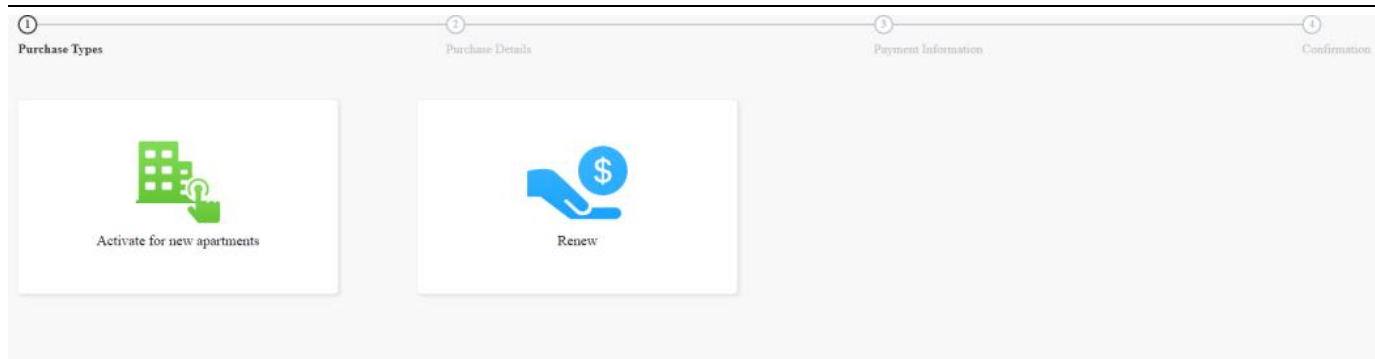 1 2 3 4
Purchase Types Purchase Details Payment Information Confirmation
$
Activate for new apartments Renew